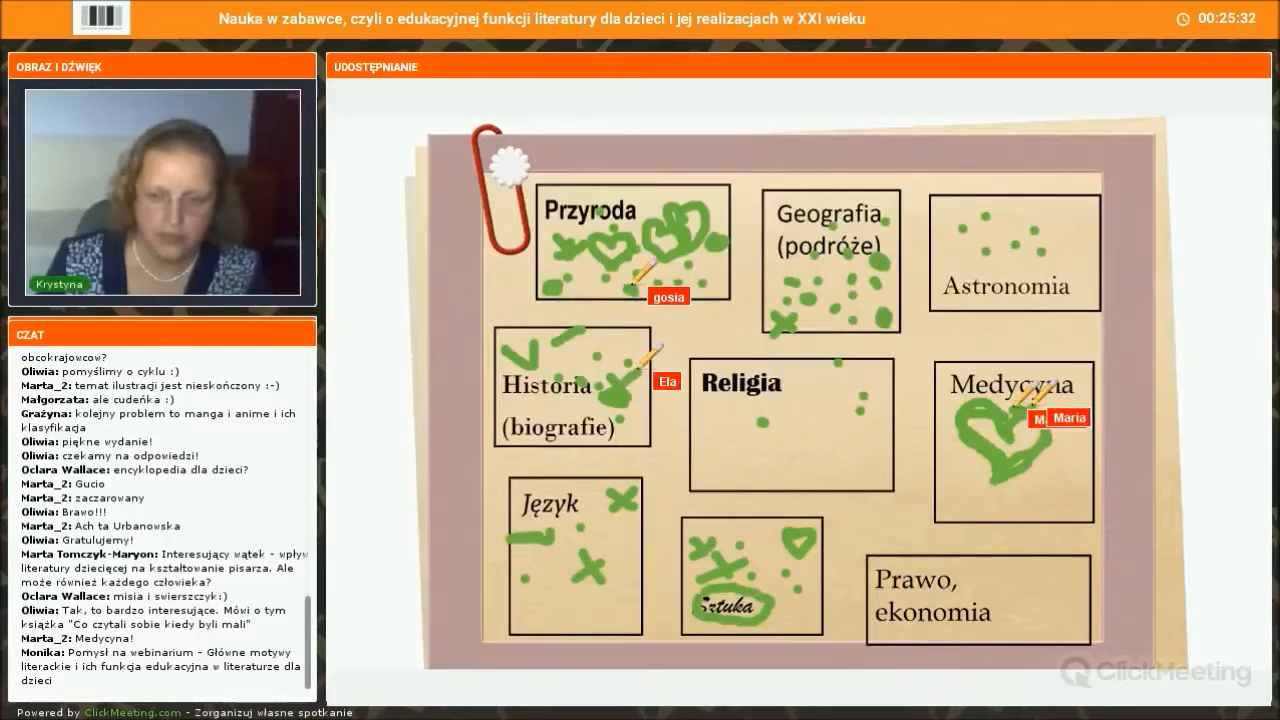 Nauka w zabawce, czyli o edukacyjnej funkcji literatury dla dzieci i jej realizacjach w XXI wieku
00:25:32
OBRAZ I DŹWIĘK
Krystyna
CZAT
obcokrajowcow?
Oliwia: pomyślimy o cyklu :)
Marta_2: temat ilustracji jest nieskończony :-)
Małgorzata: ale cudeńka :)
Grażyna: kolejny problem to manga i anime i ich
klasyfikacja
Oliwia: piękne wydanie!
Oliwia: czekamy na odpowiedzi!
Oclara Wallace: encyklopedia dla dzieci?
Marta_2: Gucio
Marta_2: zaczarowany
Oliwia: Brawo!!!
Marta_2: Ach ta Urbanowska
Oliwia: Gratulujemy!
Marta Tomczyk-Maryon: Interesujący wątek - wpływ
literatury dziecięcej na kształtowanie pisarza. Ale
może również każdego człowieka?
Oclara Wallace: misia i swierszczyk:)
Oliwia: Tak, to bardzo interesujące. Mówi o tym
książka "Co czytali sobie kiedy byli mali"
Marta_2: Medycyna!
Monika: Pomysł na webinarium - Główne motywy
literackie i ich funkcja edukacyjna w literaturze dla
dzieci
UDOSTĘPNIANIE
Przyroda
gosia
Geografia
(podróże)
Astronomia
Historia
(biografie)
Ela
Religia
Medycyna
Ma
Maria
Język
Sztuka
Prawo,
ekonomia
ClickMeeting
Powered by ClickMeeting.com - Zorganizuj własne spotkanie